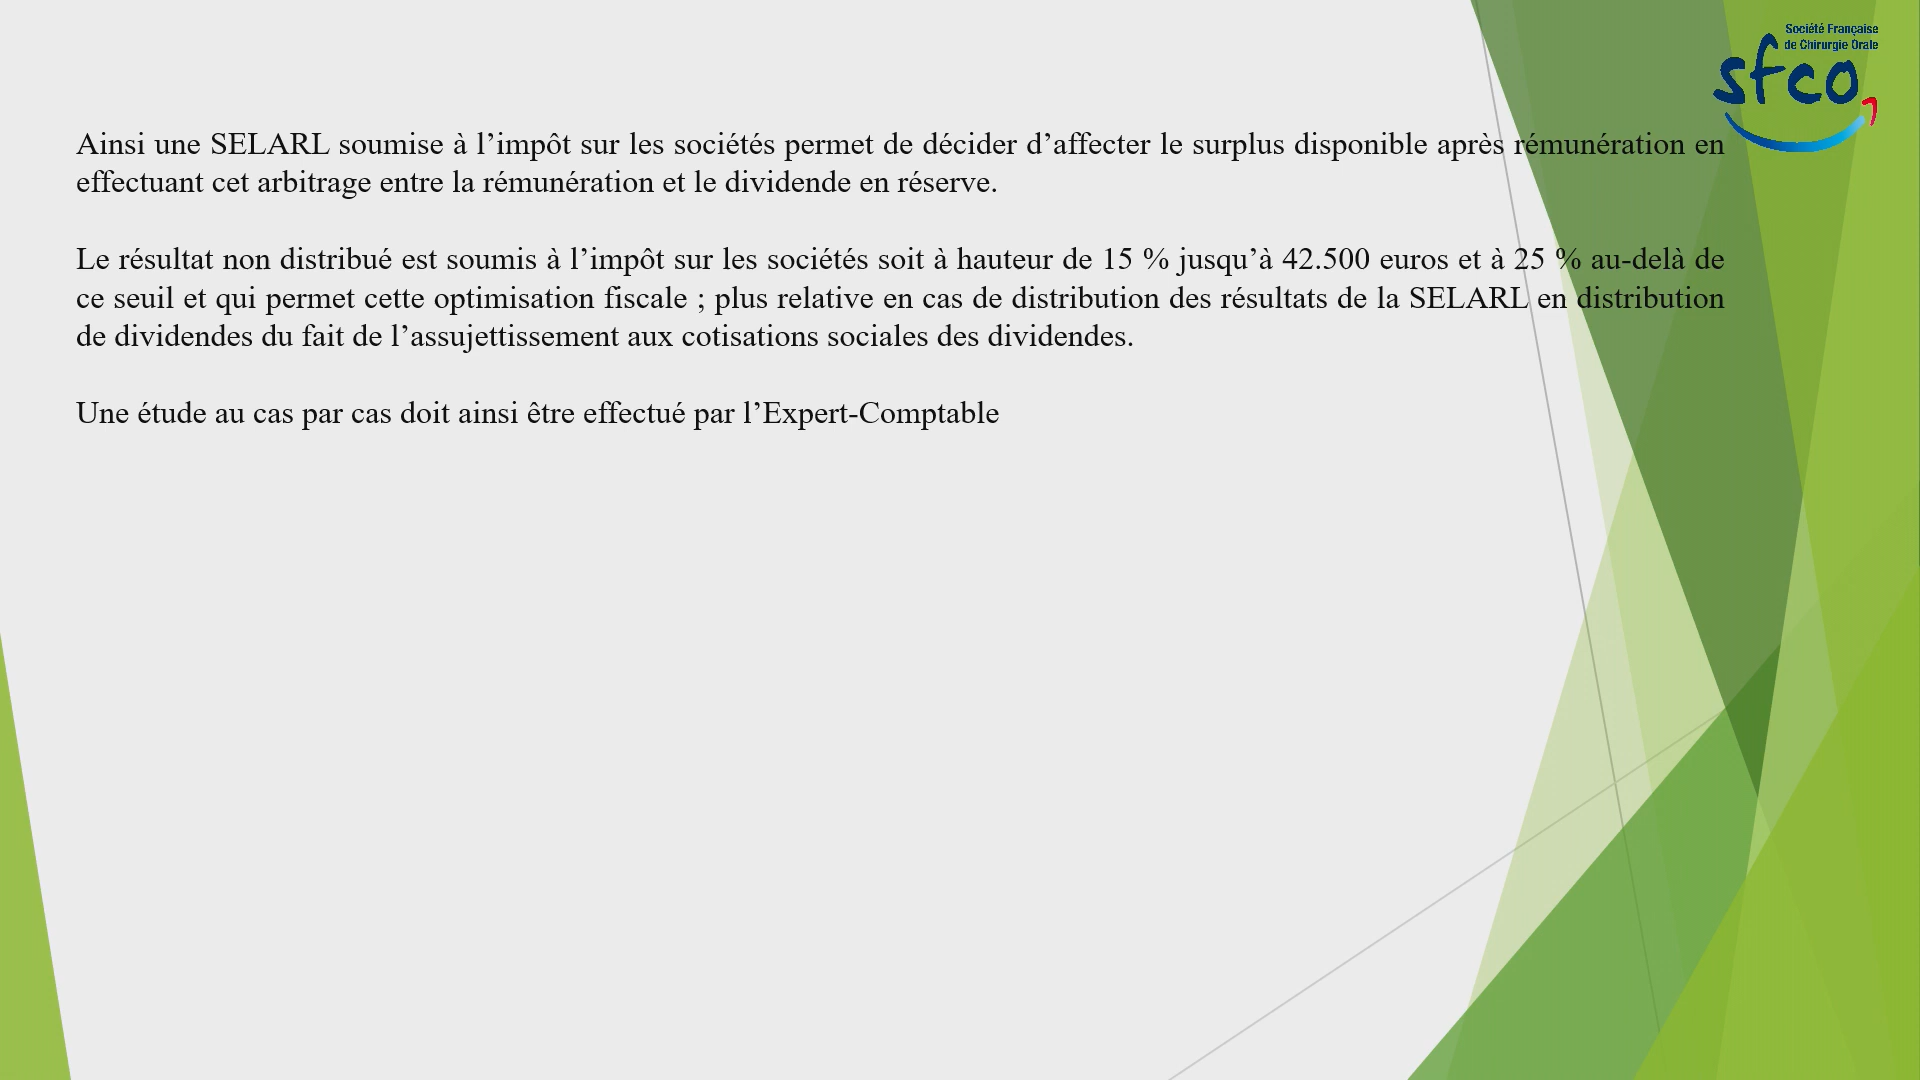 Société Française
de Chirurgie Orale
sfco
Ainsi une SELARL soumise à l’impôt sur les sociétés permet de décider d’affecter le surplus disponible après rémunération en
effectuant cet arbitrage entre la rémunération et le dividende en réserve.
Le résultat non distribué est soumis à l’impôt sur les sociétés soit à hauteur de 15 % jusqu’à 42.500 euros et à 25 % au-delà de
ce seuil et qui permet cette optimisation fiscale ; plus relative en cas de distribution des résultats de la SELARL en distribution
de dividendes du fait de l’assujettissement aux cotisations sociales des dividendes.
Une étude au cas par cas doit ainsi être effectué par l’Expert-Comptable